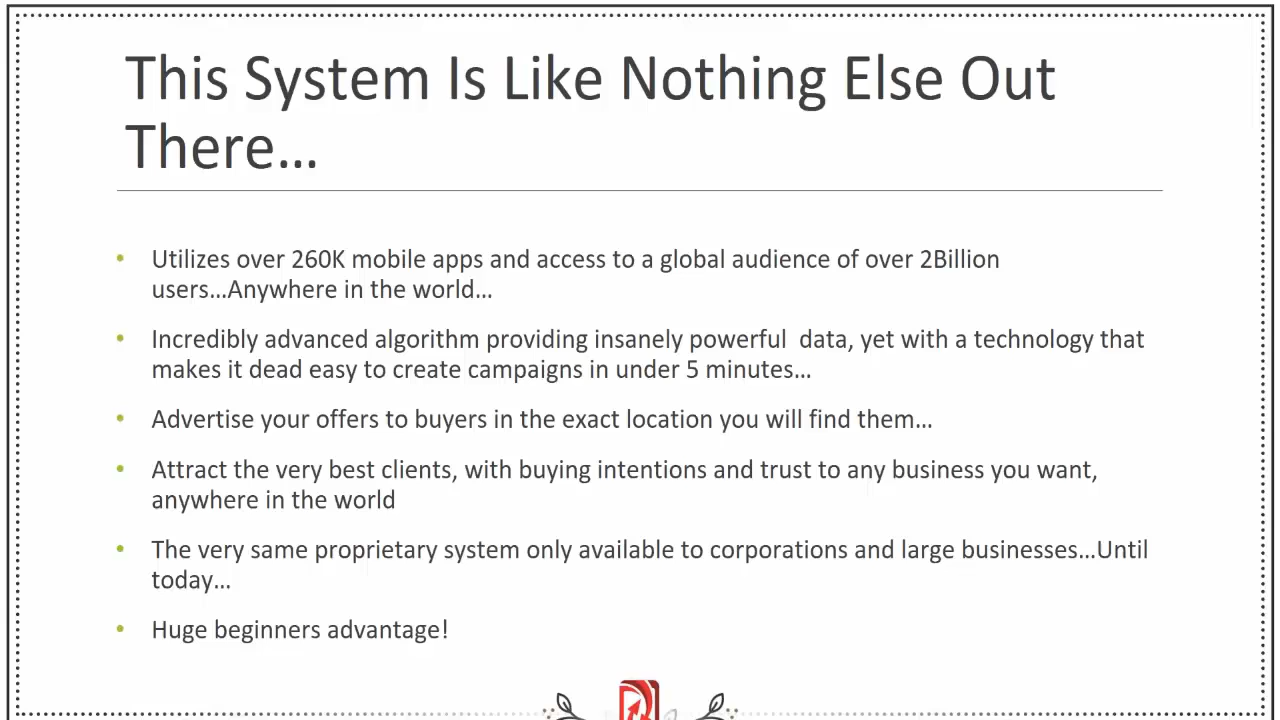 This System Is Like Nothing Else Out
There...
• Utilizes over 260K mobile apps and access to a global audience of over 2Billion
users...Anywhere in the world...
• Incredibly advanced algorithm providing insanely powerful  data, yet with a technology that
makes it dead easy to create campaigns in under 5 minutes...
• Advertise your offers to buyers in the exact location you will find them...
• Attract the very best clients, with buying intentions and trust to any business you want,
anywhere in the world
• The very same proprietary system only available to corporations and large businesses...Until
today...
• Huge beginners advantage!